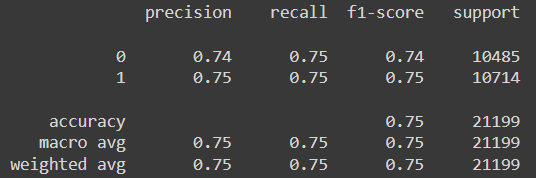 precision recall f1-score support
0 0.74 0.75 0.74 10485
1 0.75 0.75 0.75 10714
accuracy 0.75 21199
macro avg 0.75 0.75 0.75 21199
weighted avg 0.75 0.75 0.75 21199